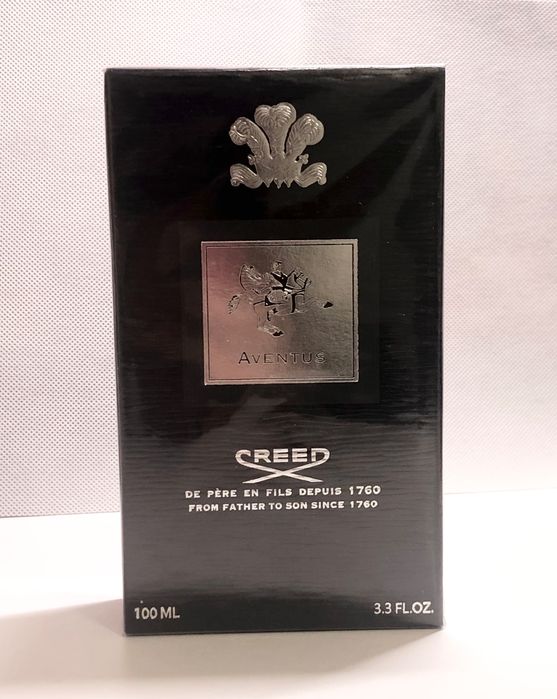 AVENTUS
CREED
DE PÈRE EN FILS DEPUIS 1760
FROM FATHER TO SON SINCE 1760
100 ML 3.3 FL.OZ.